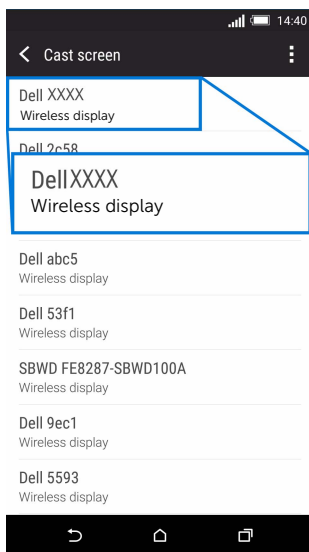 14:40
Cast screen
Dell XXXX
Wireless display
Dell 2c58
DellXXXX
Wireless display
Dell abc5
Wireless display
Dell 53f1
Wireless display
SBWD FE8287-SBWD100A
Wireless display
Dell 9ec1
Wireless display
Dell 5593
Wireless display